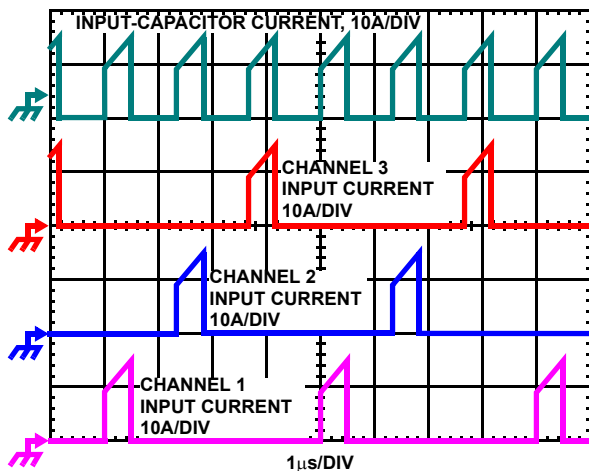 INPUT-CAPACITOR CURRENT, 10A/DIV
CHANNEL 3
INPUT CURRENT
10A/DIV
CHANNEL 2
INPUT CURRENT
10A/DIV
CHANNEL 1
INPUT CURRENT
10A/DIV
1μs/DIV